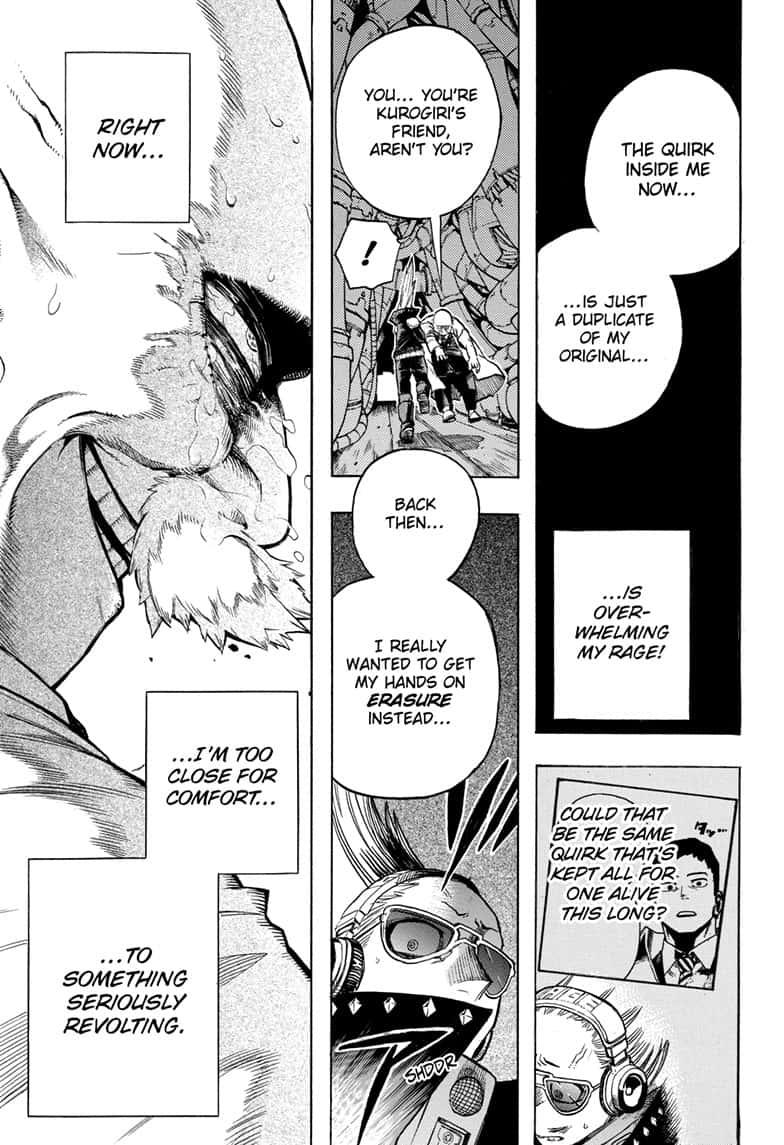 THE QUIRK
INSIDE ME
NOW...
...IS JUST
A DUPLICATE
OF MY
ORIGINAL...
...IS
OVER-
WHELMING
MY RAGE!
COULD THAT
BE THE SAME
QUIRK THAT'S
KEPT ALL FOR
ONE ALIVE
THIS LONG?
YOU... YOU'RE
KUROGIRI'S
FRIEND,
AREN'T YOU?
!
BACK
THEN...
I REALLY
WANTED TO GET
MY HANDS ON
ERASURE
INSTEAD...
SHDDR
RIGHT
NOW...
...I'M TOO
CLOSE FOR
COMFORT...
...TO
SOMETHING
SERIOUSLY
REVOLTING.